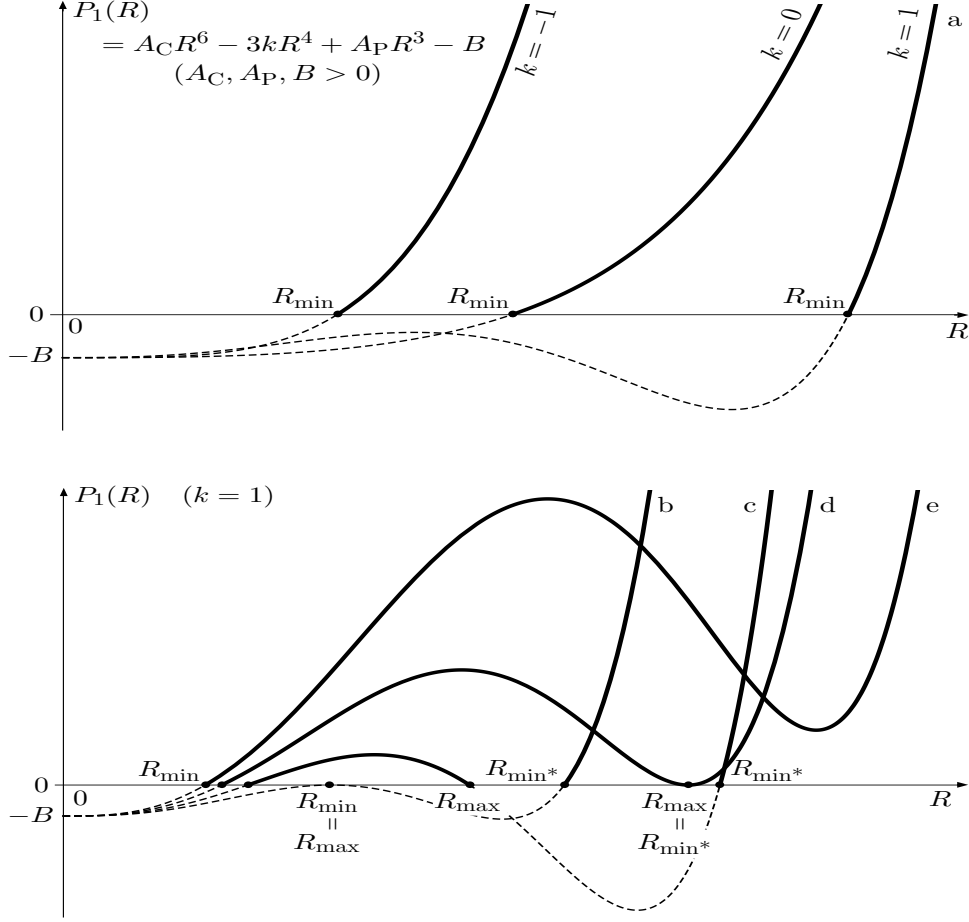 P₁(R)
= A_C R⁶ − 3kR⁴ + A_P R³ − B
(A_C, A_P, B > 0)
k = −1
k = 0
k = 1
a
R_min
R_min
R_min
0
0
R
−B
P₁(R) (k = 1)
b
c
d
e
R_min
R_min*
R_min*
0
0
R
−B
R_min
=
R_max
R_max
R_max
=
R_min*